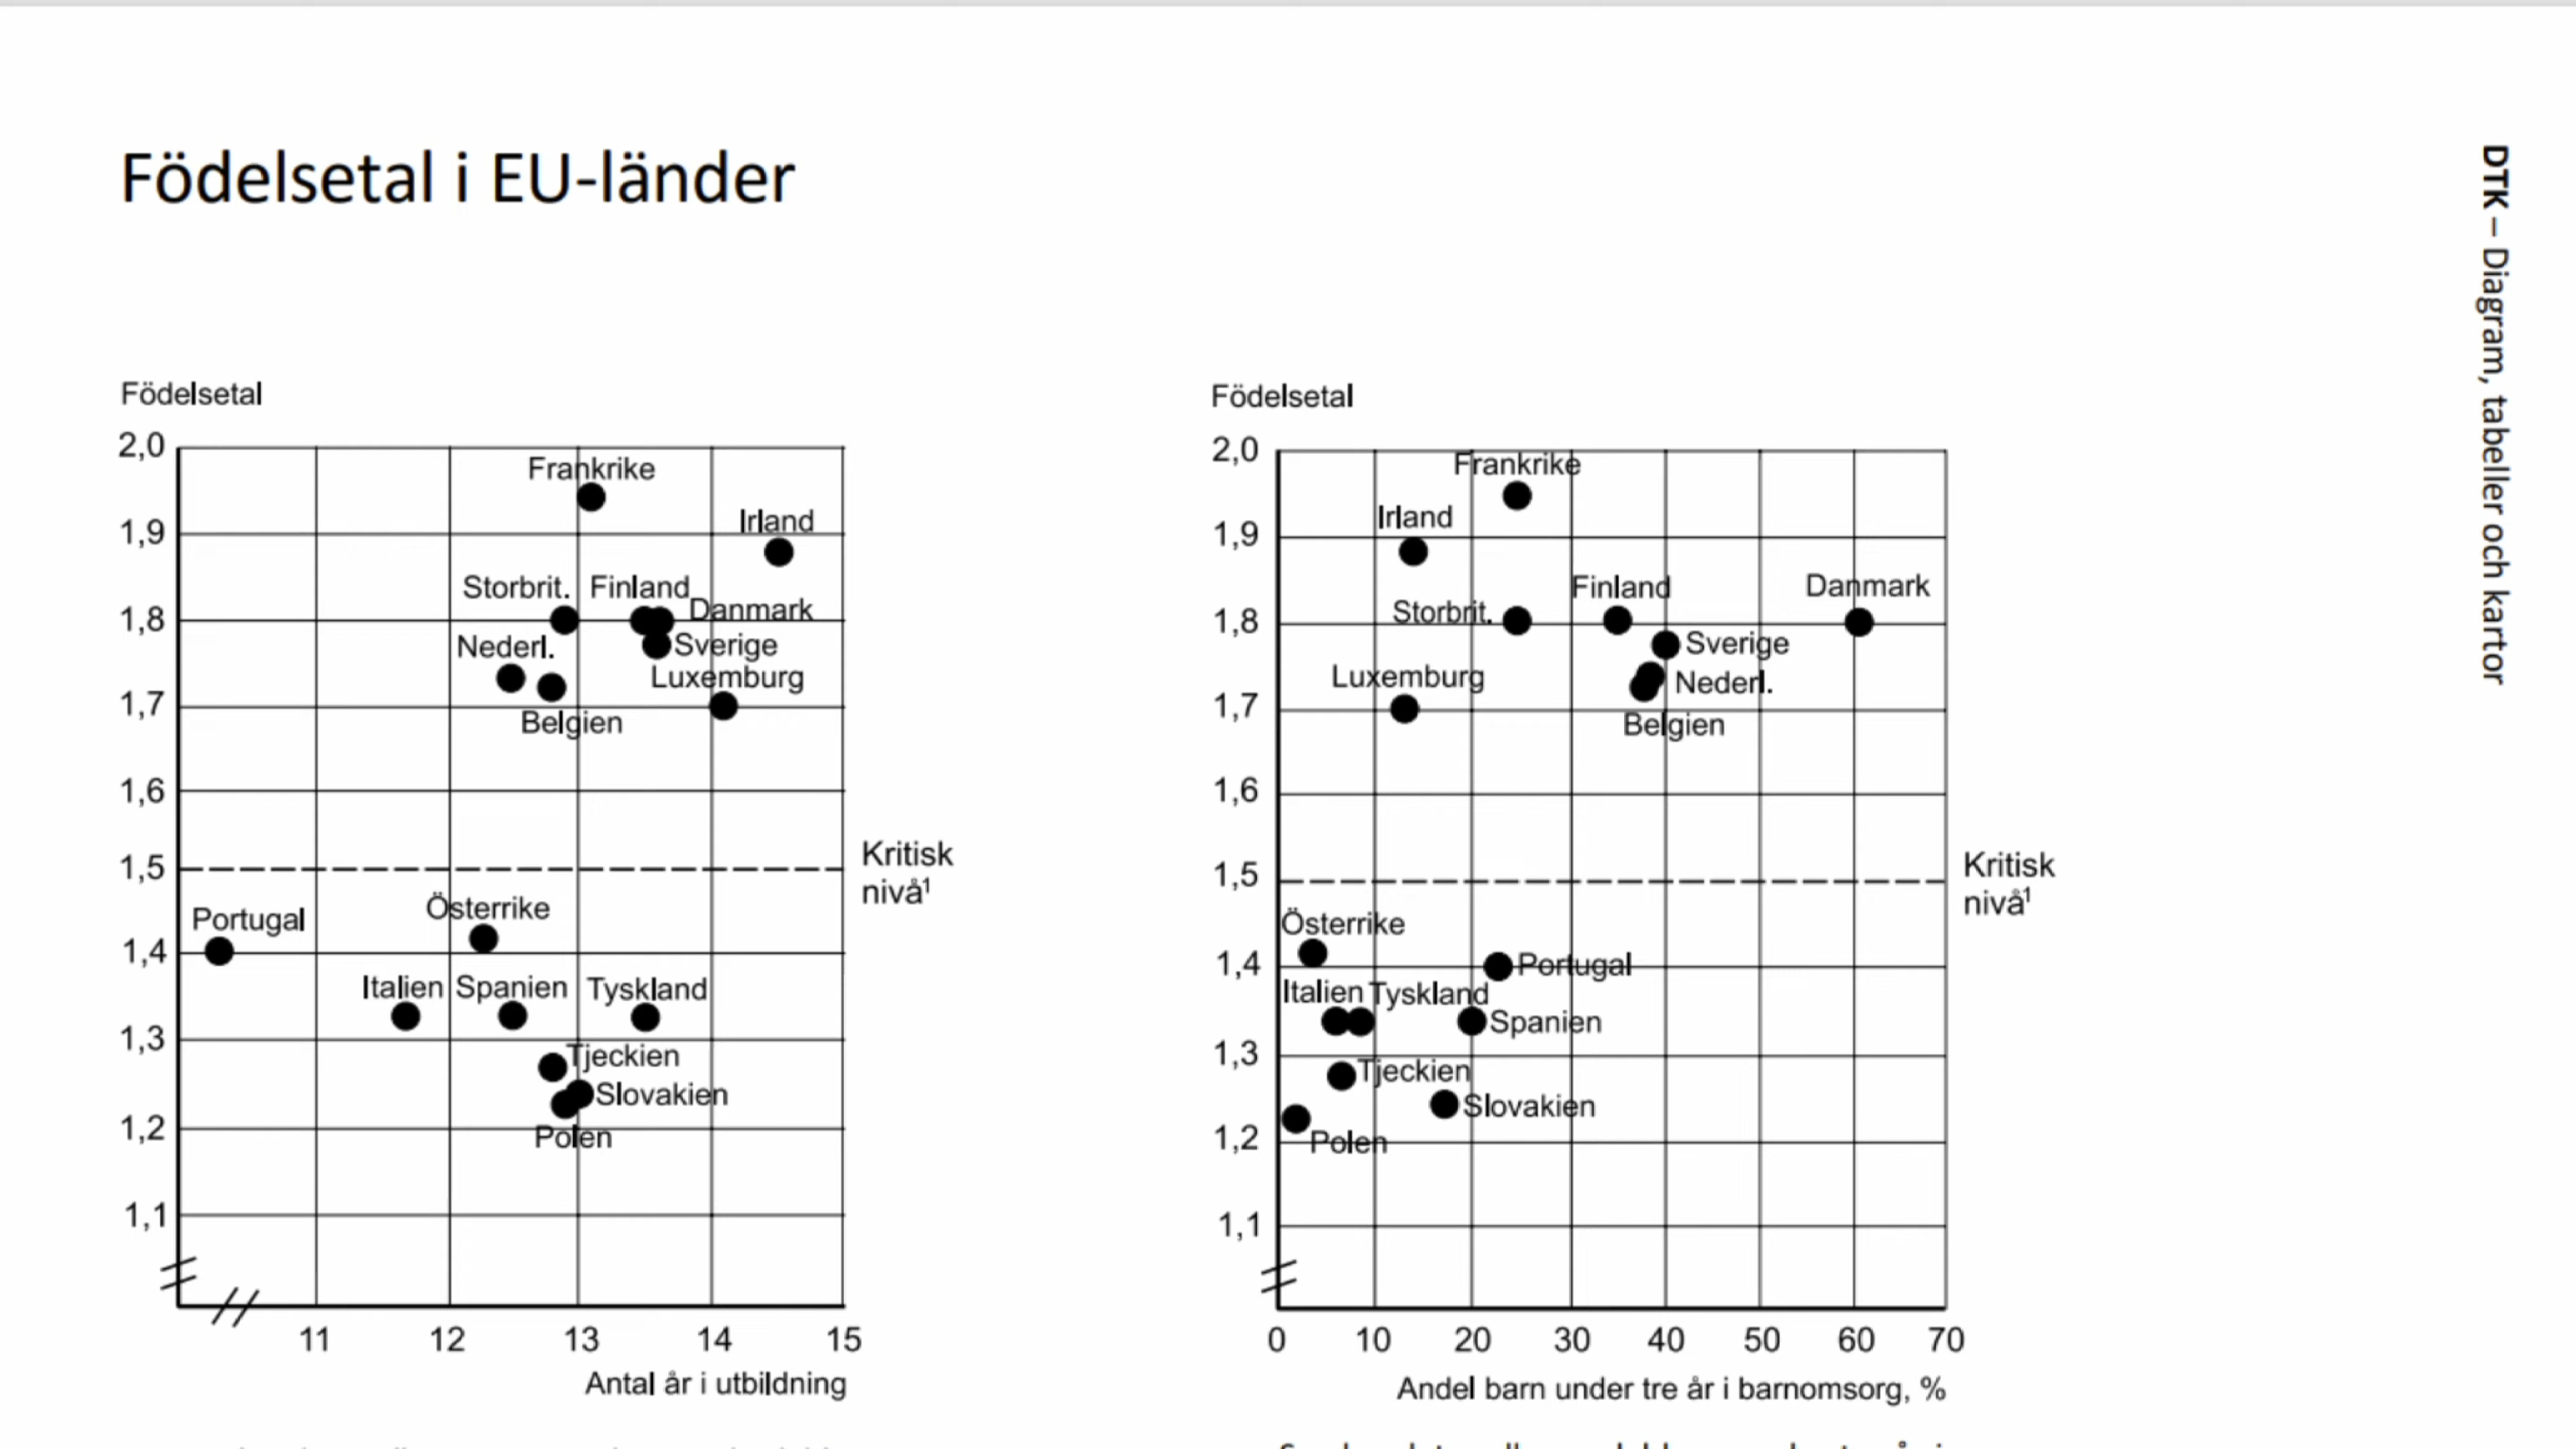 Födelsetal i EU-länder
DTK – Diagram, tabeller och kartor
Födelsetal
2,0
1,9
1,8
1,7
1,6
1,5
1,4
1,3
1,2
1,1
Frankrike
Irland
Storbrit. Finland
Danmark
Nederl. Sverige
Luxemburg
Belgien
Kritisk
nivå¹
Österrike
Portugal
Italien Spanien Tyskland
Tjeckien
Slovakien
Polen
11 12 13 14 15
Antal år i utbildning
Födelsetal
2,0
1,9
1,8
1,7
1,6
1,5
1,4
1,3
1,2
1,1
Frankrike
Irland
Finland Danmark
Storbrit.
Sverige
Luxemburg Nederl.
Belgien
Kritisk
nivå¹
Österrike
Portugal
Italien Tyskland
Spanien
Tjeckien
Slovakien
Polen
0 10 20 30 40 50 60 70
Andel barn under tre år i barnomsorg, %